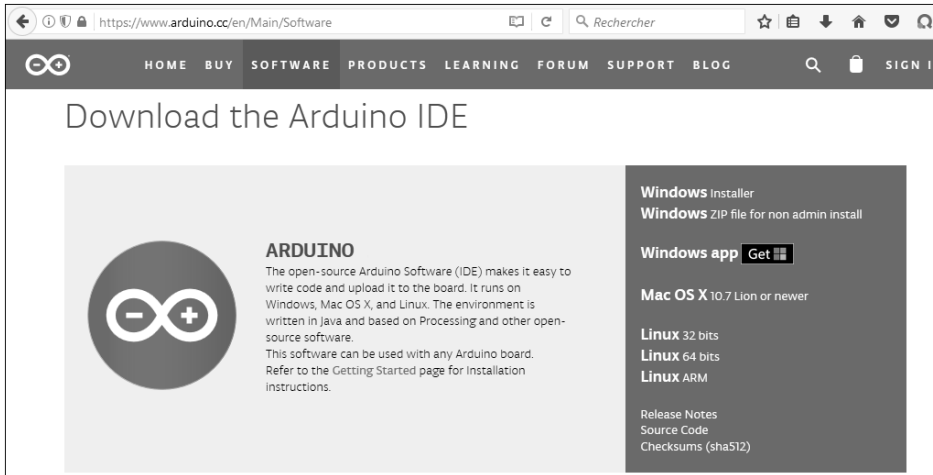 https://www.arduino.cc/en/Main/Software
Rechercher
HOME BUY SOFTWARE PRODUCTS LEARNING FORUM SUPPORT BLOG SIGN I
Download the Arduino IDE
ARDUINO
The open-source Arduino Software (IDE) makes it easy to
write code and upload it to the board. It runs on
Windows, Mac OS X, and Linux. The environment is
written in Java and based on Processing and other open-
source software.
This software can be used with any Arduino board.
Refer to the Getting Started page for Installation
instructions.
Windows Installer
Windows ZIP file for non admin install
Windows app Get
Mac OS X 10.7 Lion or newer
Linux 32 bits
Linux 64 bits
Linux ARM
Release Notes
Source Code
Checksums (sha512)